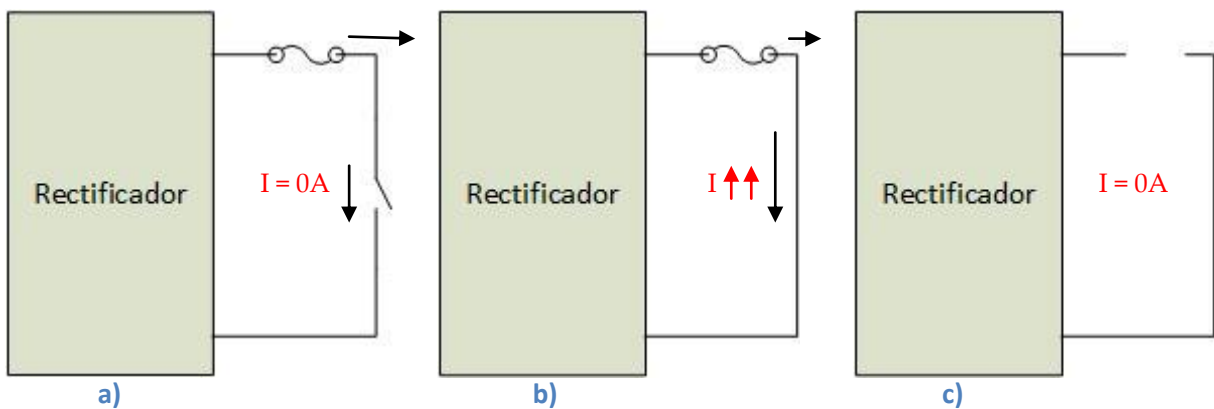 Rectificador
I = 0A
a)
Rectificador
I
b)
Rectificador
I = 0A
c)